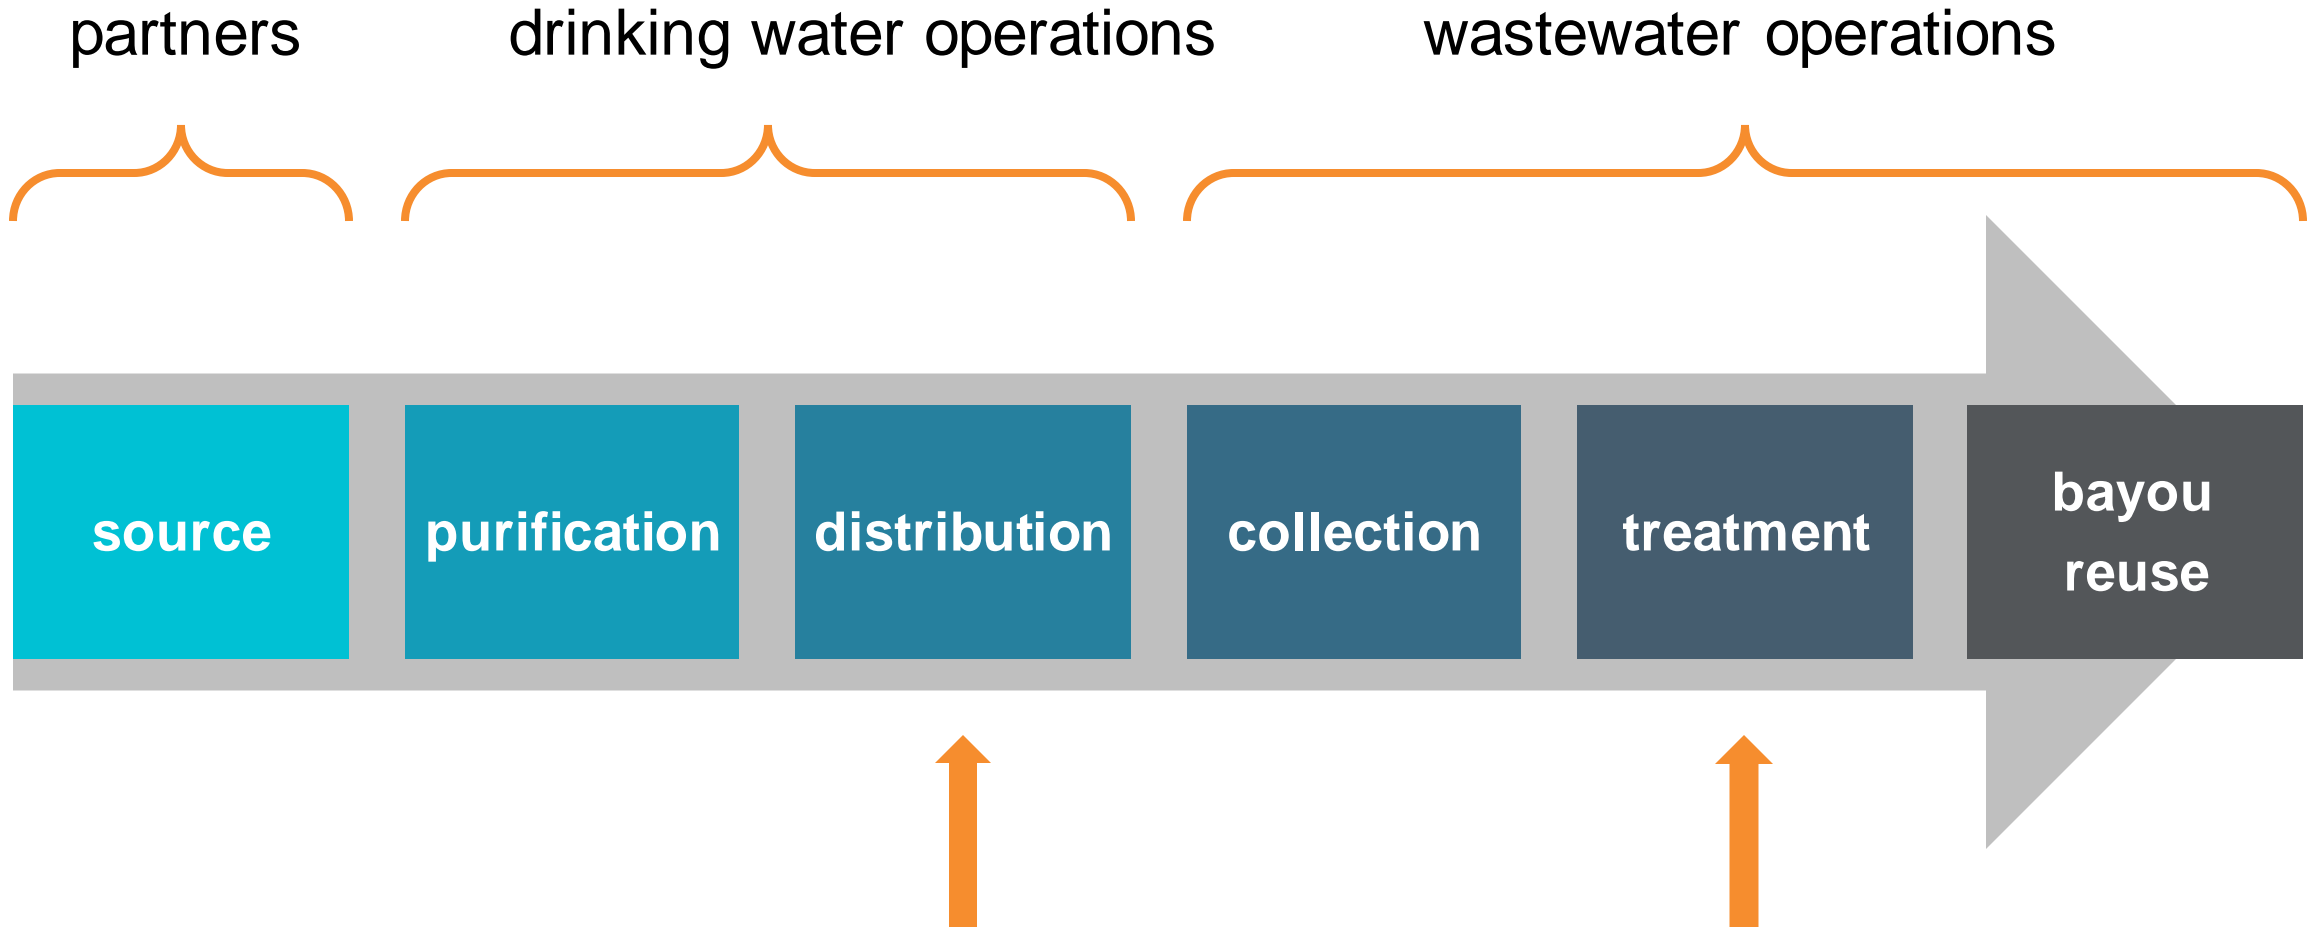 partners
drinking water operations
wastewater operations
source
purification
distribution
collection
treatment
bayou
reuse